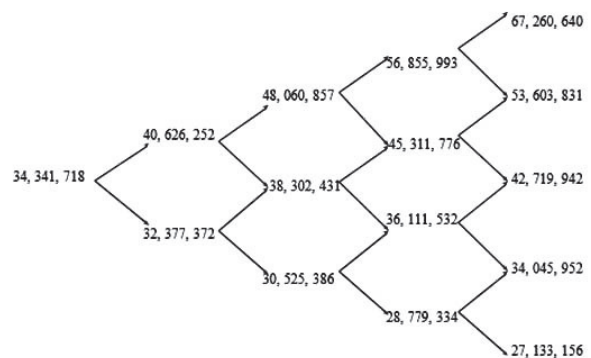 67, 260, 640
56, 855, 993
48, 060, 857
53, 603, 831
40, 626, 252
45, 311, 776
34, 341, 718
38, 302, 431
42, 719, 942
32, 377, 372
36, 111, 532
30, 525, 386
34, 045, 952
28, 779, 334
27, 133, 156